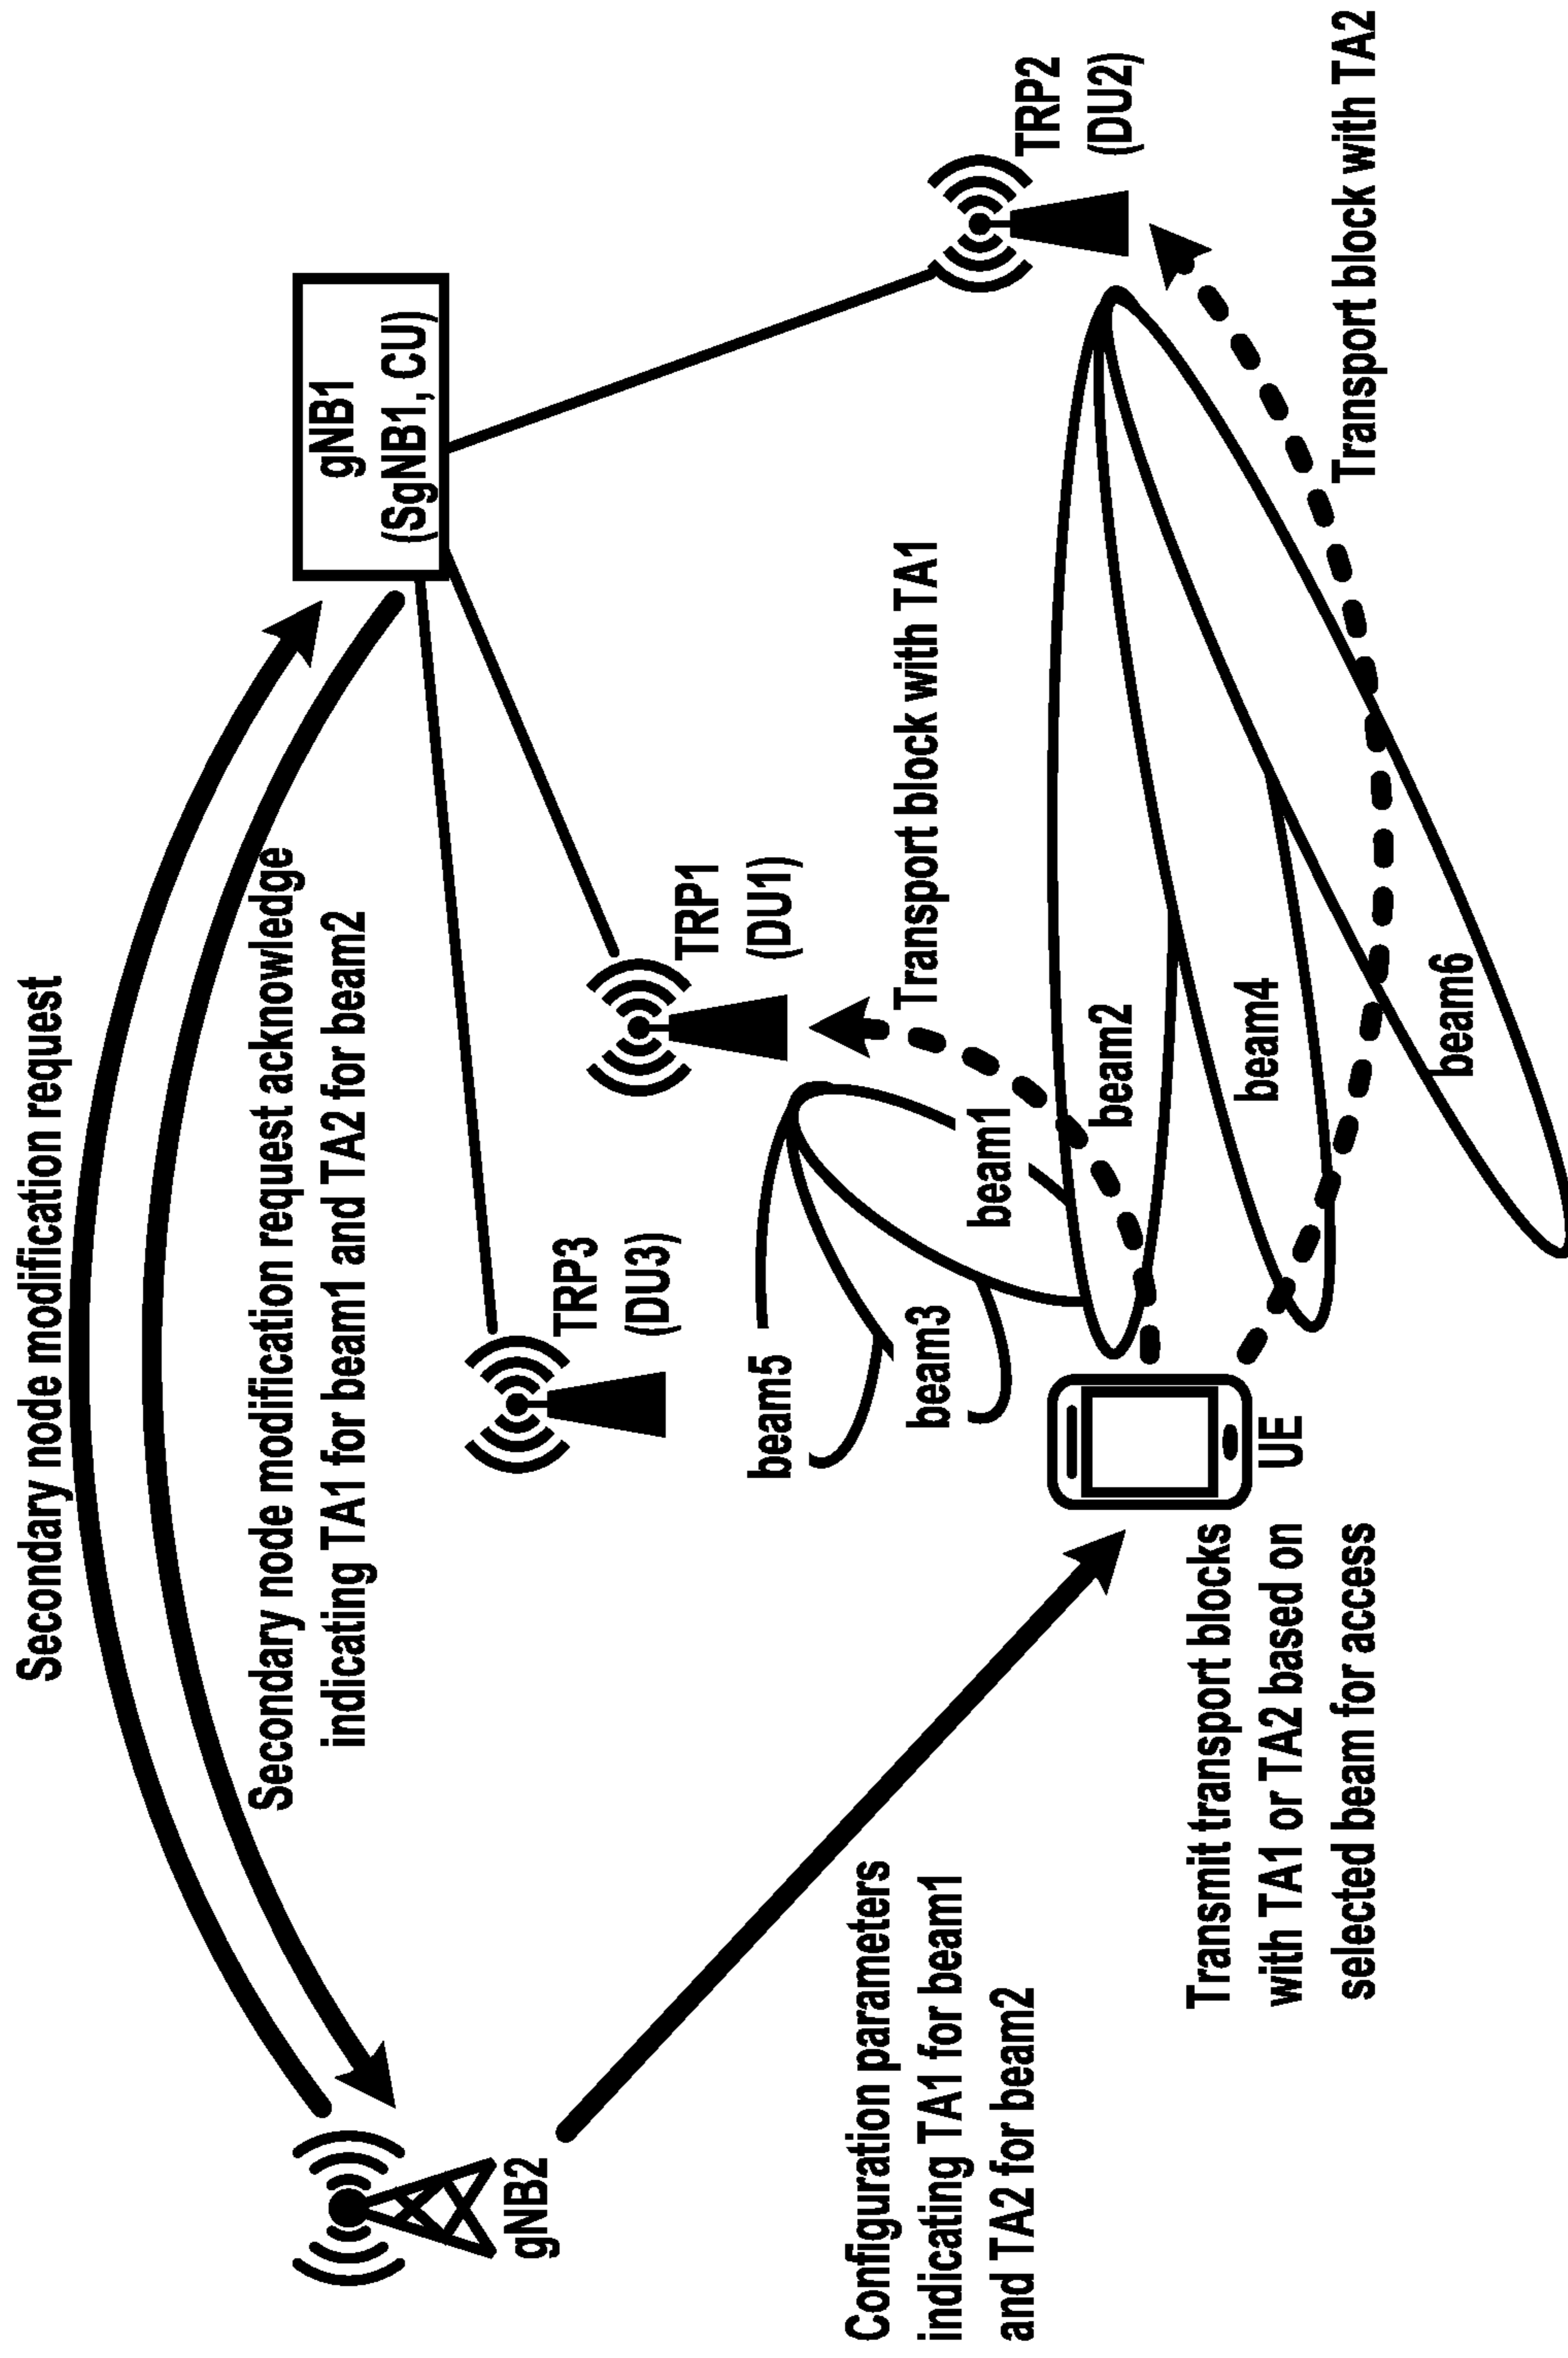 Secondary node modification request
Secondary node modification request acknowledge
indicating TA1 for beam1 and TA2 for beam2
gNB1
(SgNB1, CU)
gNB2
TRP3
(DU3)
TRP1
(DU1)
TRP2
(DU2)
Configuration parameters
indicating TA1 for beam1
and TA2 for beam2
beam5
beam3
beam1
Transport block with TA1
beam2
beam4
beam6
UE
Transmit transport blocks
with TA1 or TA2 based on
selected beam for access
Transport block with TA2